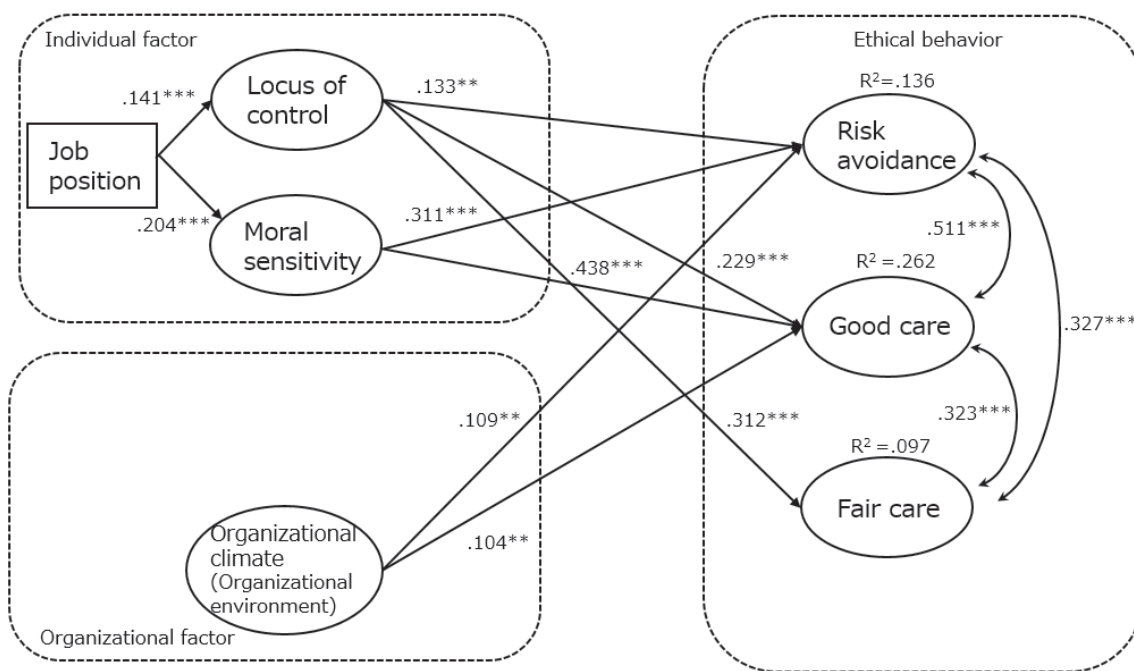 Individual factor
Ethical behavior
Locus of
control
.141***
Job
position
.204***
Moral
sensitivity
.133**
.311***
.438***
.229***
R²=.136
Risk
avoidance
.511***
R² =.262
Good care
.327***
.323***
.109**
.312***
R² =.097
Fair care
.104**
Organizational
climate
(Organizational
environment)
Organizational factor